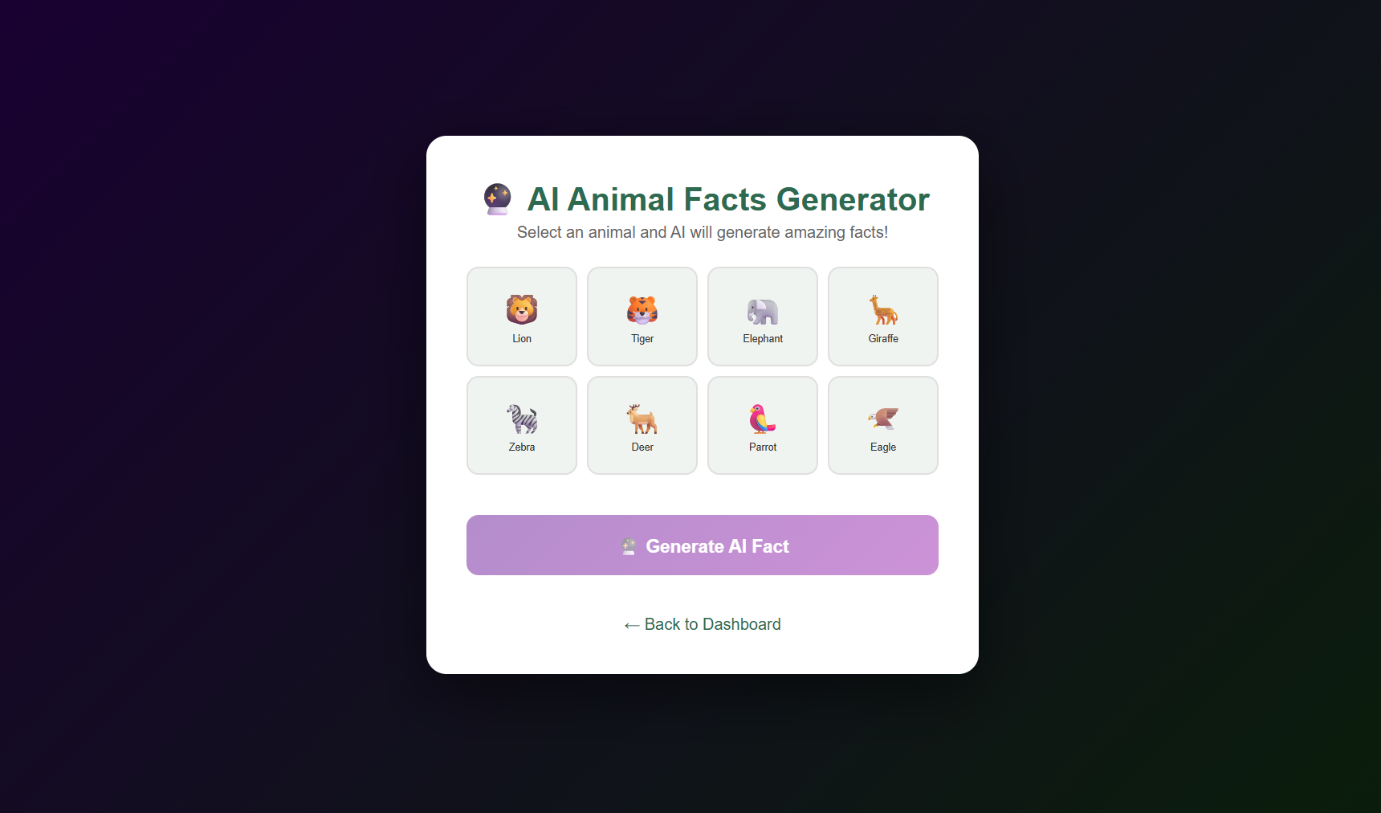 AI Animal Facts Generator
Select an animal and AI will generate amazing facts!
Lion Tiger Elephant Giraffe
Zebra Deer Parrot Eagle
Generate AI Fact
← Back to Dashboard